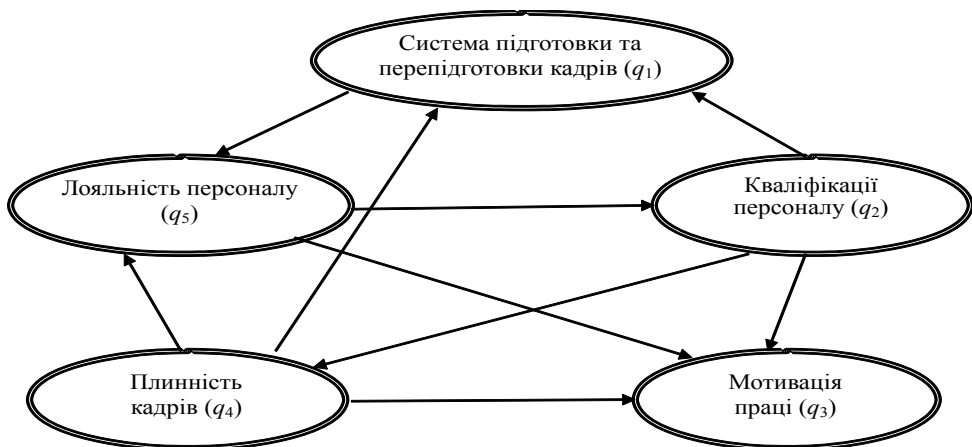 Система підготовки та
перепідготовки кадрів (q1)
Лояльність персоналу
(q5)
Кваліфікації
персоналу (q2)
Плинність
кадрів (q4)
Мотивація
праці (q3)